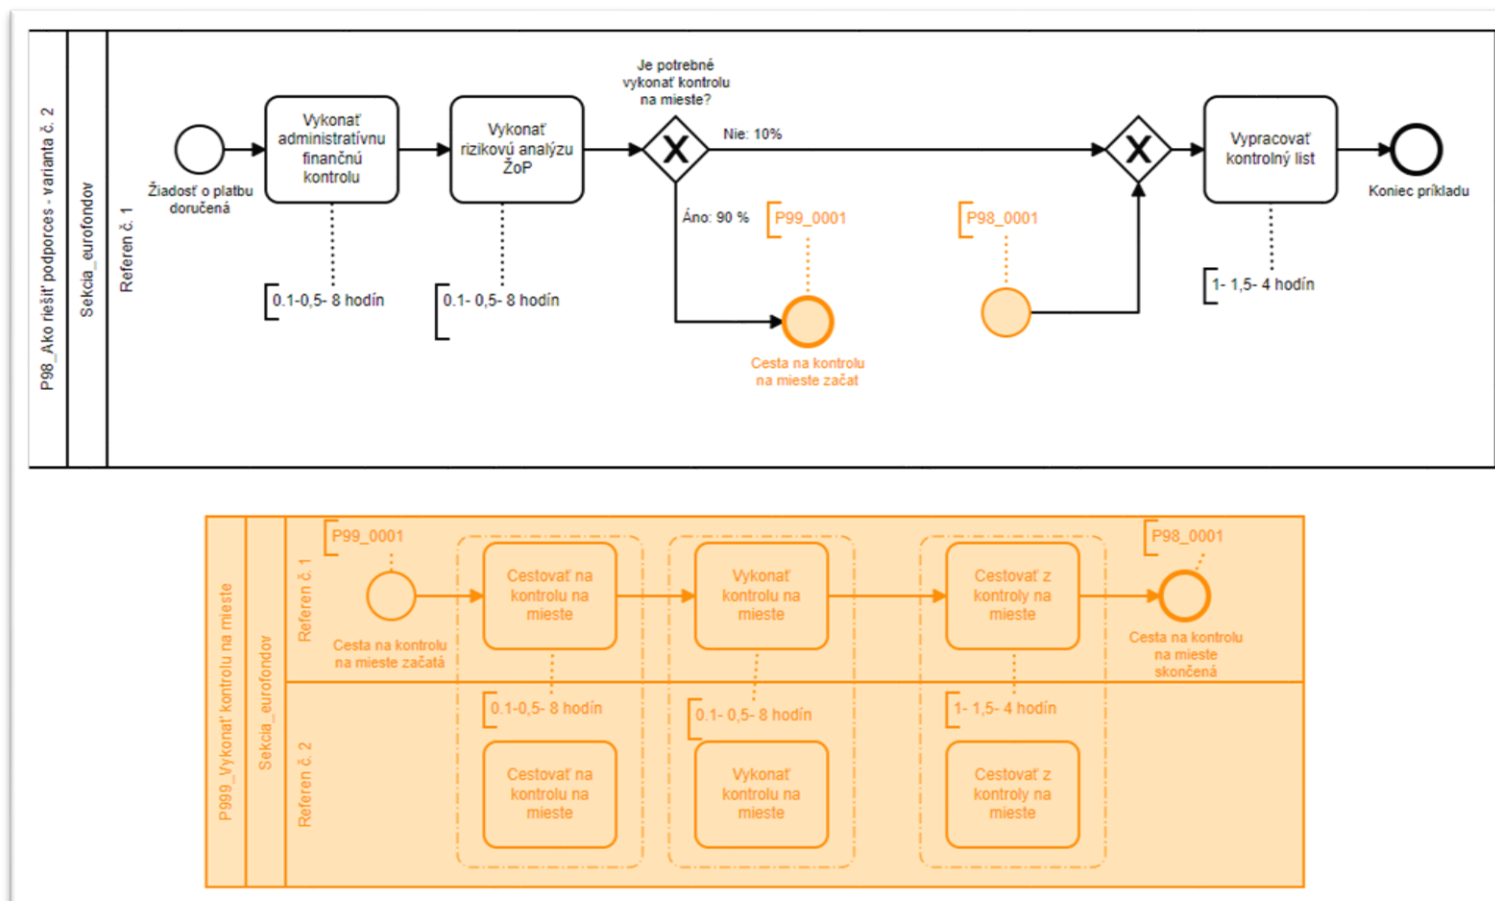 P98_Ako riešiť podporces - varianta č. 2
Sekcia_eurofondov
Referen č. 1
Žiadosť o platbu
doručená
Vykonať
administratívnu
finančnú
kontrolu
0.1-0,5- 8 hodín
Vykonať
rizikovú analýzu
ŽoP
0.1- 0,5- 8 hodín
Je potrebné
vykonať kontrolu
na mieste?
Nie: 10%
Áno: 90 %
P99_0001
Cesta na kontrolu
na mieste začat
P98_0001
Vypracovať
kontrolný list
1- 1,5- 4 hodín
Koniec príkladu
P999_Vykonať kontrolu na mieste
Sekcia_eurofondov
Referen č. 1
P99_0001
Cesta na kontrolu
na mieste začatá
Cestovať na
kontrolu na
mieste
Vykonať
kontrolu na
mieste
Cestovať z
kontroly na
mieste
P98_0001
Cesta na kontrolu
na mieste
skončená
0.1-0,5- 8 hodín
0.1- 0,5- 8 hodín
1- 1,5- 4 hodín
Referen č. 2
Cestovať na
kontrolu na
mieste
Vykonať
kontrolu na
mieste
Cestovať z
kontroly na
mieste